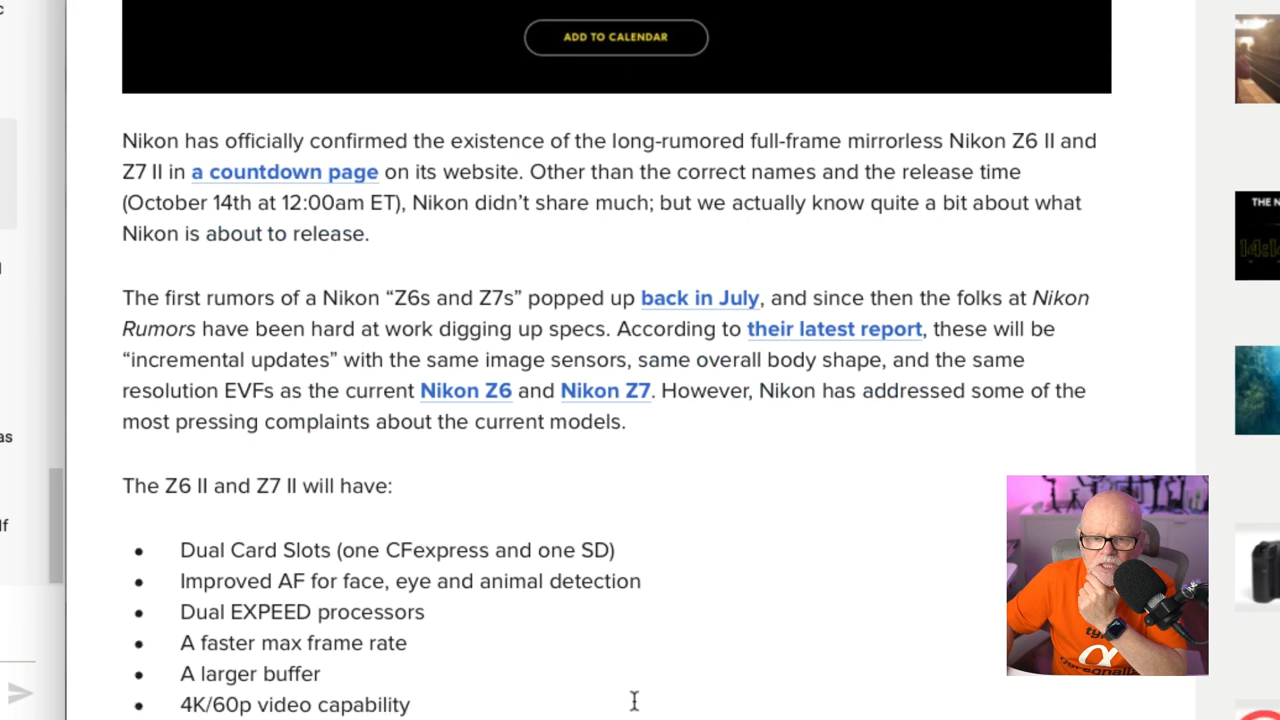 ADD TO CALENDAR
Nikon has officially confirmed the existence of the long-rumored full-frame mirrorless Nikon Z6 II and
Z7 II in a countdown page on its website. Other than the correct names and the release time
(October 14th at 12:00am ET), Nikon didn’t share much; but we actually know quite a bit about what
Nikon is about to release.
The first rumors of a Nikon “Z6s and Z7s” popped up back in July, and since then the folks at Nikon
Rumors have been hard at work digging up specs. According to their latest report, these will be
“incremental updates” with the same image sensors, same overall body shape, and the same
resolution EVFs as the current Nikon Z6 and Nikon Z7. However, Nikon has addressed some of the
most pressing complaints about the current models.
The Z6 II and Z7 II will have:
• Dual Card Slots (one CFexpress and one SD)
• Improved AF for face, eye and animal detection
• Dual EXPEED processors
• A faster max frame rate
• A larger buffer
• 4K/60p video capability
THE N
14:1
as
lf